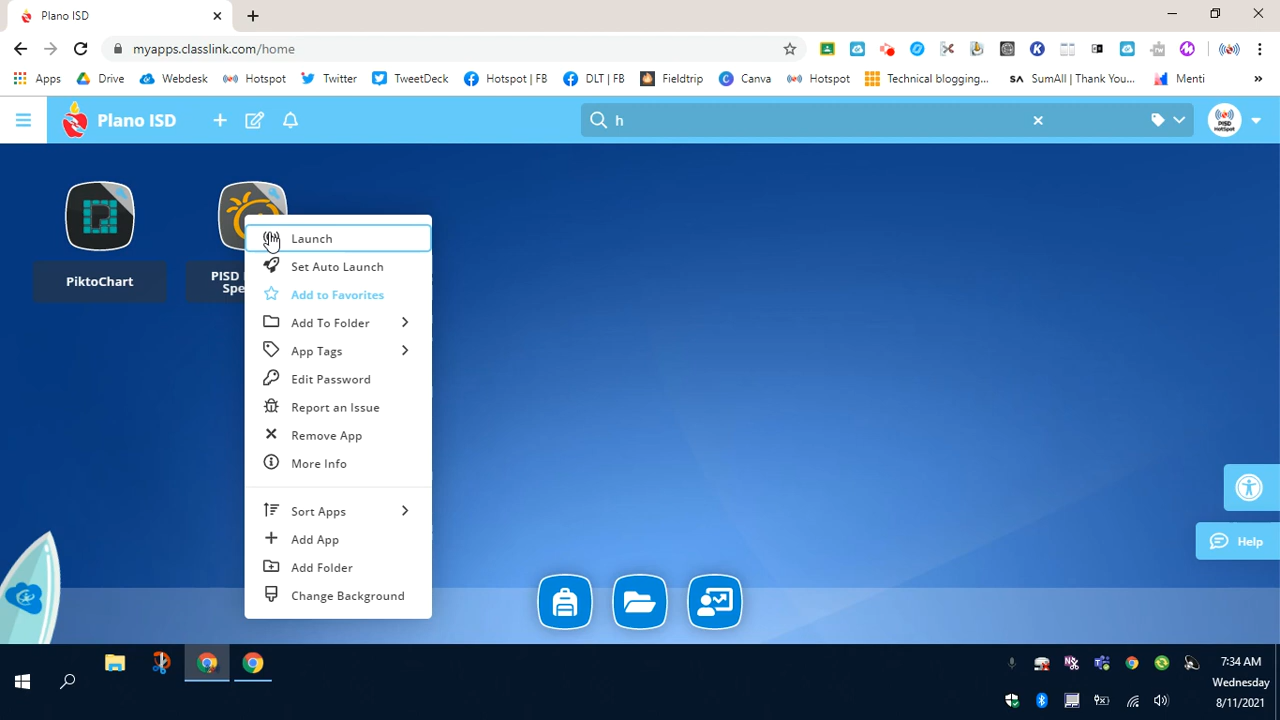 Plano ISD
myapps.classlink.com/home
Apps Drive Webdesk Hotspot Twitter TweetDeck Hotspot | FB DLT | FB Fieldtrip Canva Hotspot Technical blogging... SumAll | Thank You... Menti »
Plano ISD
h
PISD
HotSpot
PiktoChart
PISD
Spe
Launch
Set Auto Launch
Add to Favorites
Add To Folder
App Tags
Edit Password
Report an Issue
Remove App
More Info
Sort Apps
Add App
Add Folder
Change Background
Help
7:34 AM
Wednesday
8/11/2021